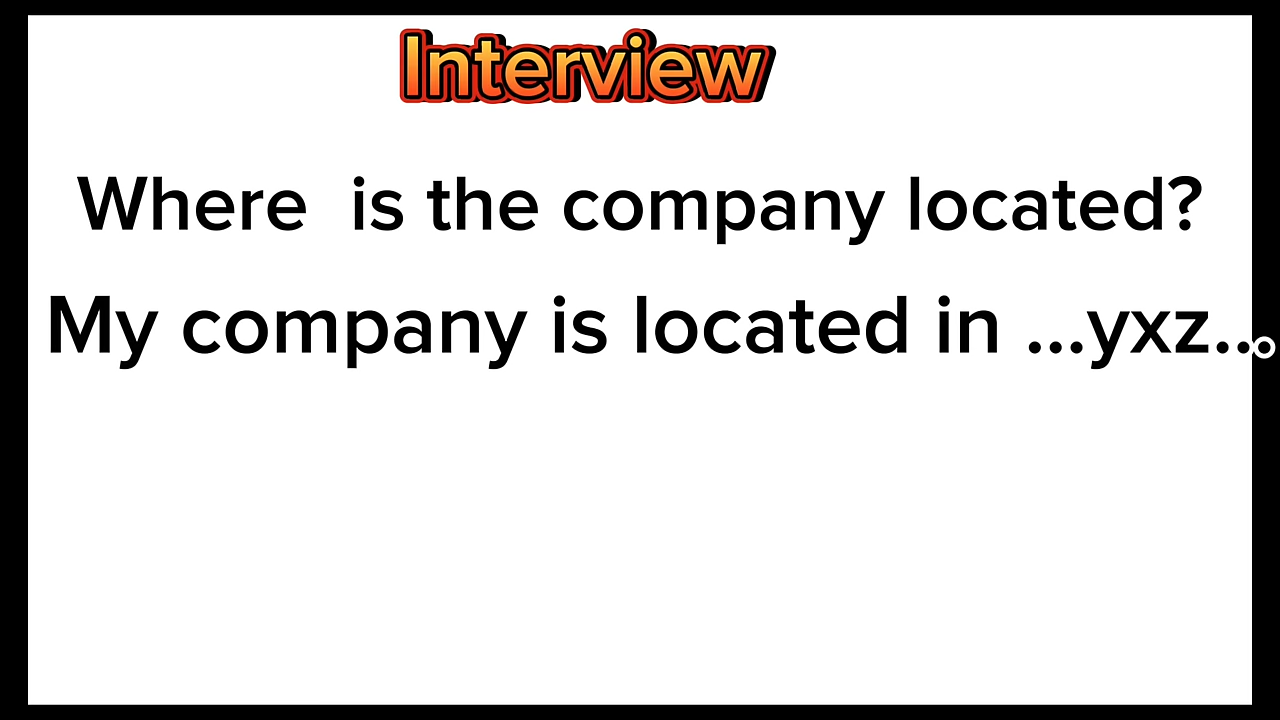 Interview
Where  is the company located?
My company is located in ...yxz...